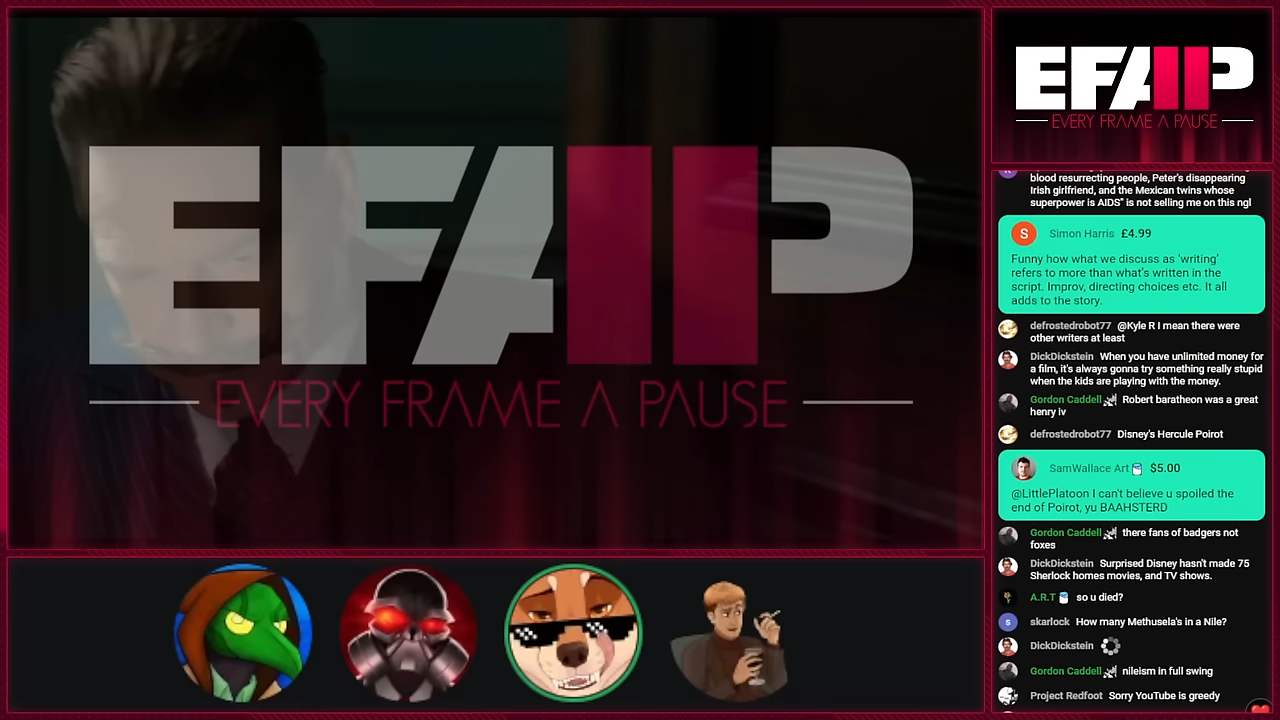 EFAP
EVERY FRAME A PAUSE
EFAP
EVERY FRAME A PAUSE
blood resurrecting people, Peter's disappearing
Irish girlfriend, and the Mexican twins whose
superpower is AIDS" is not selling me on this ngl
S Simon Harris £4.99
Funny how what we discuss as ‘writing’
refers to more than what’s written in the
script. Improv, directing choices etc. It all
adds to the story.
defrostedrobot77 @Kyle R I mean there were
other writers at least
DickDickstein When you have unlimited money for
a film, it's always gonna try something really stupid
when the kids are playing with the money.
Gordon Caddell Robert baratheon was a great
henry iv
defrostedrobot77 Disney's Hercule Poirot
SamWallace Art $5.00
@LittlePlatoon I can't believe u spoiled the
end of Poirot, yu BAAHSTERD
Gordon Caddell there fans of badgers not
foxes
DickDickstein Surprised Disney hasn't made 75
Sherlock homes movies, and TV shows.
A.R.T so u died?
s skarlock How many Methusela's in a Nile?
DickDickstein
Gordon Caddell nileism in full swing
Project Redfoot Sorry YouTube is greedy